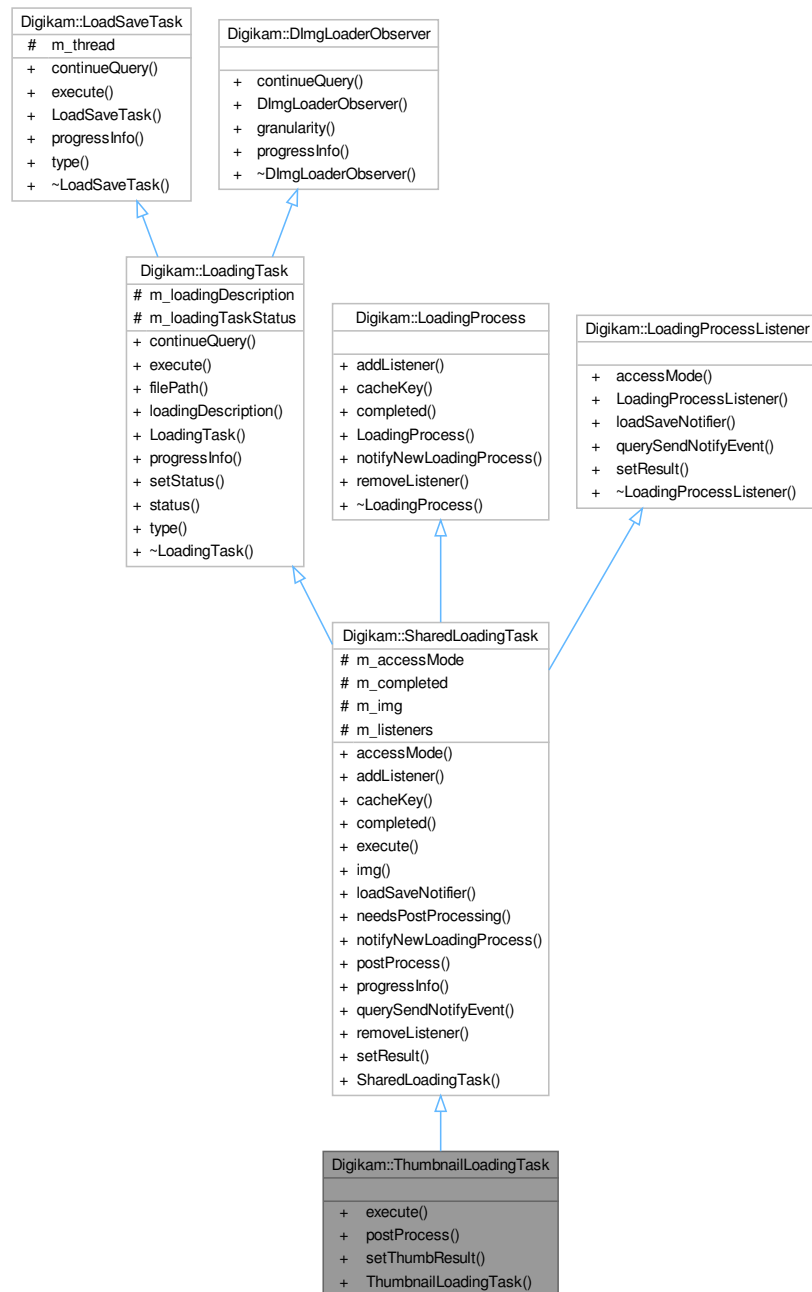 Digikam::LoadSaveTask
# m_thread
+ continueQuery()
+ execute()
+ LoadSaveTask()
+ progressInfo()
+ type()
+ ~LoadSaveTask()
Digikam::DImgLoaderObserver
+ continueQuery()
+ DImgLoaderObserver()
+ granularity()
+ progressInfo()
+ ~DImgLoaderObserver()
Digikam::LoadingTask
# m_loadingDescription
# m_loadingTaskStatus
+ continueQuery()
+ execute()
+ filePath()
+ loadingDescription()
+ LoadingTask()
+ progressInfo()
+ setStatus()
+ status()
+ type()
+ ~LoadingTask()
Digikam::LoadingProcess
+ addListener()
+ cacheKey()
+ completed()
+ LoadingProcess()
+ notifyNewLoadingProcess()
+ removeListener()
+ ~LoadingProcess()
Digikam::LoadingProcessListener
+ accessMode()
+ LoadingProcessListener()
+ loadSaveNotifier()
+ querySendNotifyEvent()
+ setResult()
+ ~LoadingProcessListener()
Digikam::SharedLoadingTask
# m_accessMode
# m_completed
# m_img
# m_listeners
+ accessMode()
+ addListener()
+ cacheKey()
+ completed()
+ execute()
+ img()
+ loadSaveNotifier()
+ needsPostProcessing()
+ notifyNewLoadingProcess()
+ postProcess()
+ progressInfo()
+ querySendNotifyEvent()
+ removeListener()
+ setResult()
+ SharedLoadingTask()
Digikam::ThumbnailLoadingTask
+ execute()
+ postProcess()
+ setThumbResult()
+ ThumbnailLoadingTask()